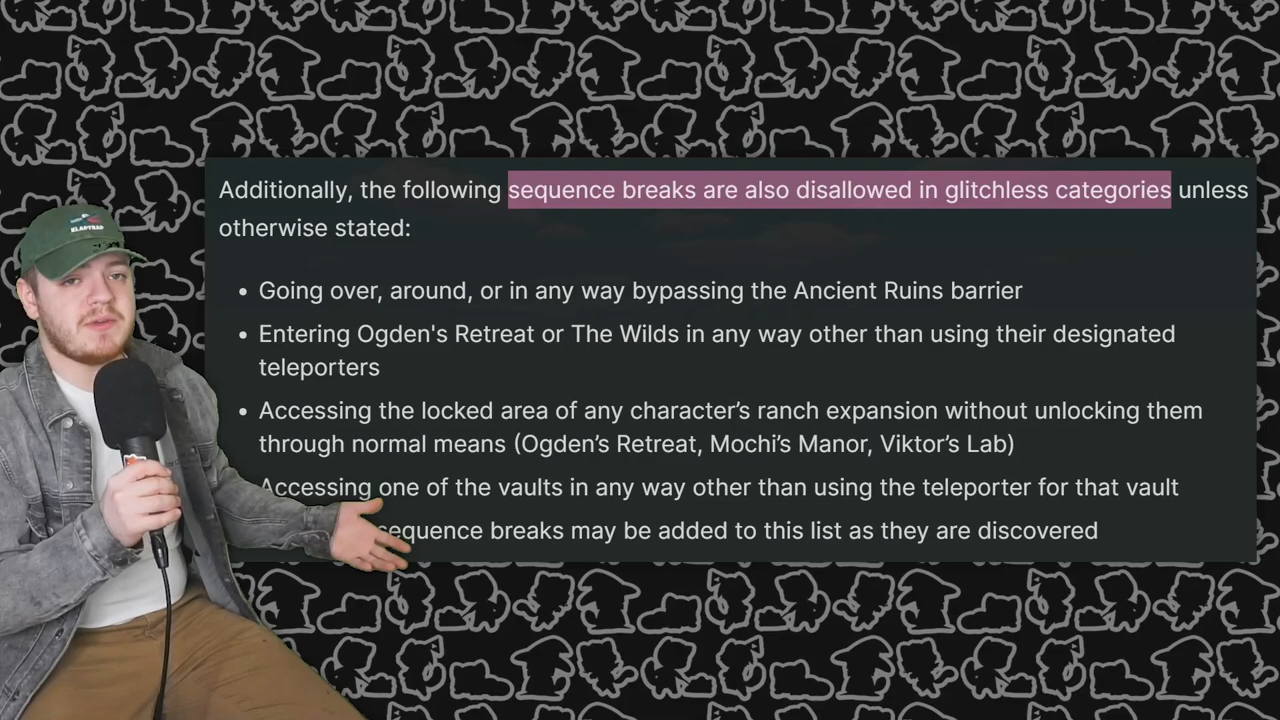 Additionally, the following sequence breaks are also disallowed in glitchless categories unless
otherwise stated:
• Going over, around, or in any way bypassing the Ancient Ruins barrier
• Entering Ogden's Retreat or The Wilds in any way other than using their designated
teleporters
• Accessing the locked area of any character’s ranch expansion without unlocking them
through normal means (Ogden’s Retreat, Mochi’s Manor, Viktor’s Lab)
Accessing one of the vaults in any way other than using the teleporter for that vault
sequence breaks may be added to this list as they are discovered